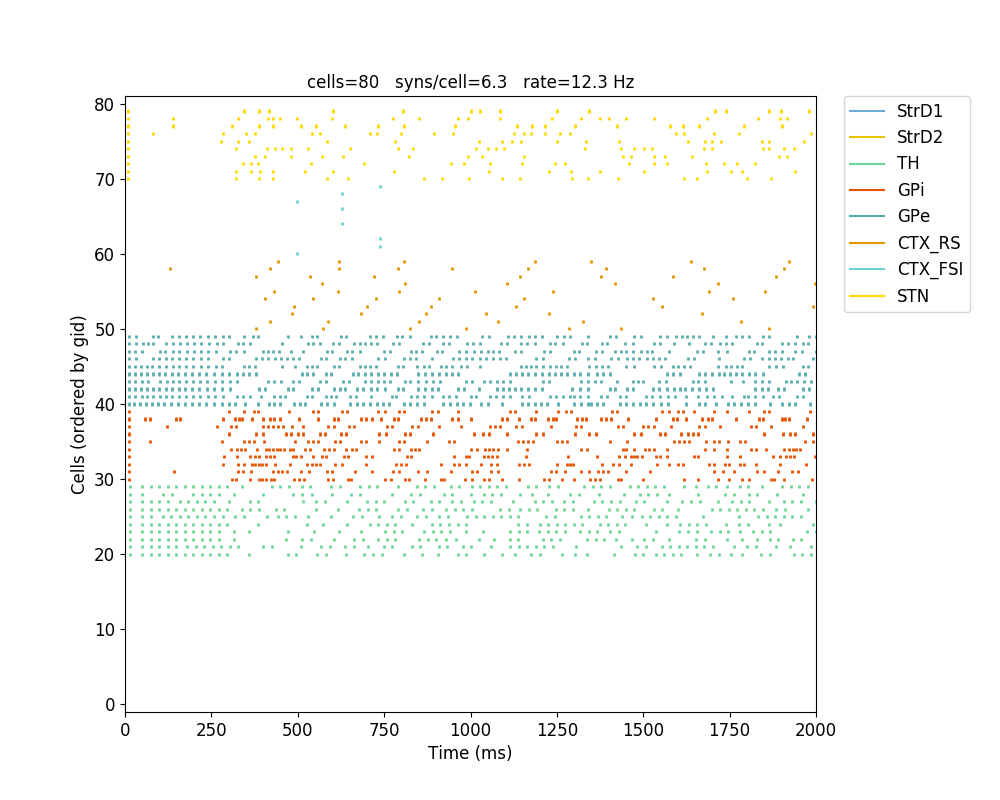 cells=80   syns/cell=6.3   rate=12.3 Hz
80
70
60
50
40
30
20
10
0
Cells (ordered by gid)
0 250 500 750 1000 1250 1500 1750 2000
Time (ms)
StrD1
StrD2
TH
GPi
GPe
CTX_RS
CTX_FSI
STN